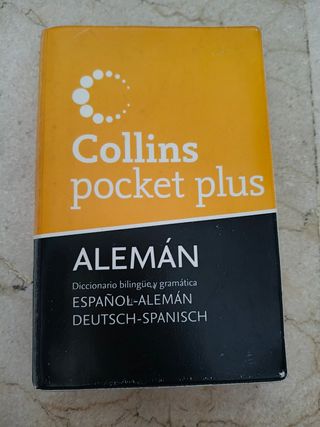 Collins
pocket plus
ALEMÁN
Diccionario bilingüe y gramática
ESPAÑOL-ALEMÁN
DEUTSCH-SPANISCH